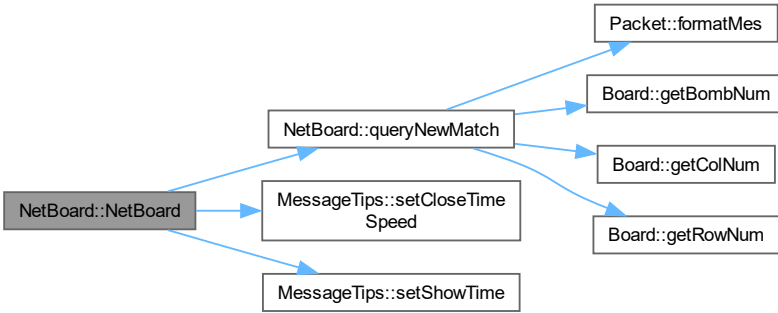 NetBoard::NetBoard
NetBoard::queryNewMatch
MessageTips::setCloseTime
Speed
MessageTips::setShowTime
Packet::formatMes
Board::getBombNum
Board::getColNum
Board::getRowNum